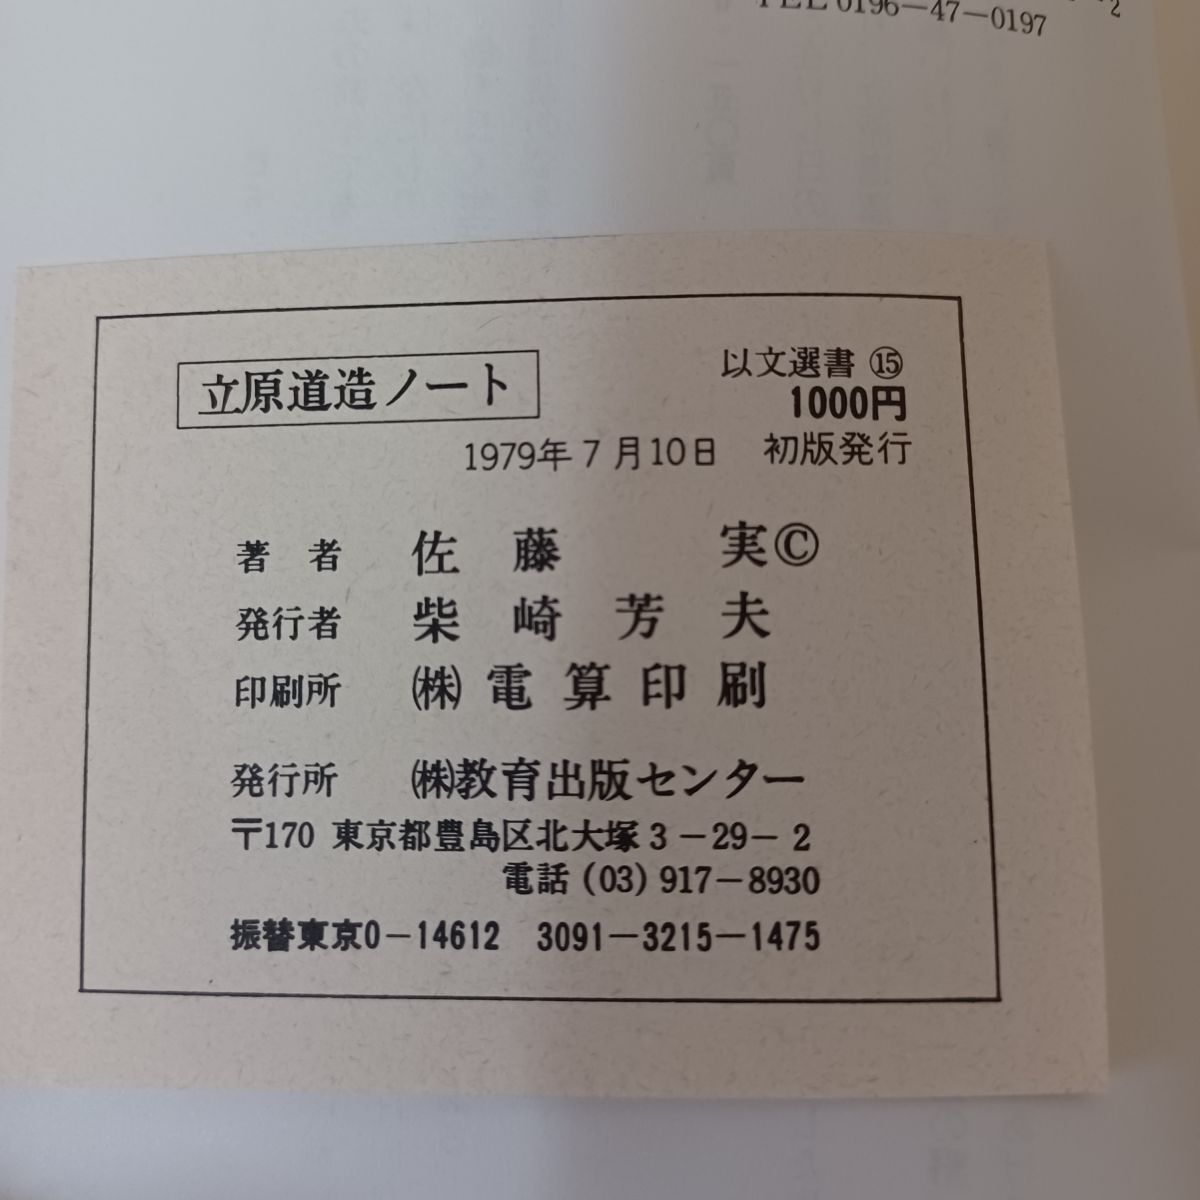 TEL 0196-47-0197
立原道造ノート
以文選書 ⑮
1000円
1979年7月10日 初版発行
著者 佐藤 実©
発行者 柴崎芳夫
印刷所 ㈱電算印刷
発行所 ㈱教育出版センター
〒170 東京都豊島区北大塚3-29-2
電話(03)917-8930
振替東京0-14612 3091-3215-1475